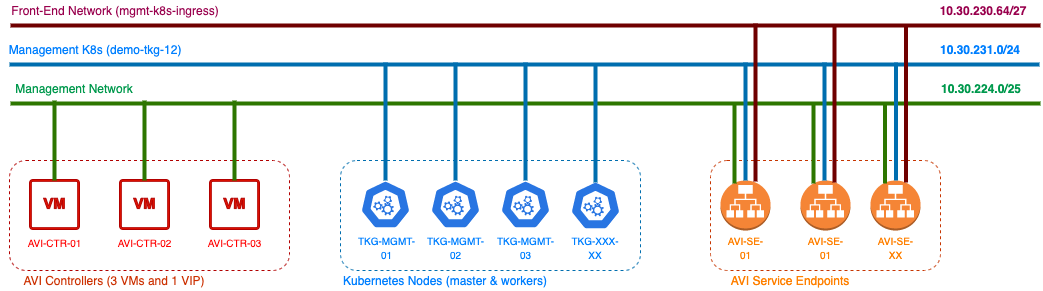 Front-End Network (mgmt-k8s-ingress) 10.30.230.64/27
Management K8s (demo-tkg-12) 10.30.231.0/24
Management Network 10.30.224.0/25
VM VM VM
AVI-CTR-01 AVI-CTR-02 AVI-CTR-03
TKG-MGMT-
01
TKG-MGMT-
02
TKG-MGMT-
03
TKG-XXX-
XX
AVI-SE-
01
AVI-SE-
01
AVI-SE-
XX
AVI Controllers (3 VMs and 1 VIP)
Kubernetes Nodes (master & workers)
AVI Service Endpoints